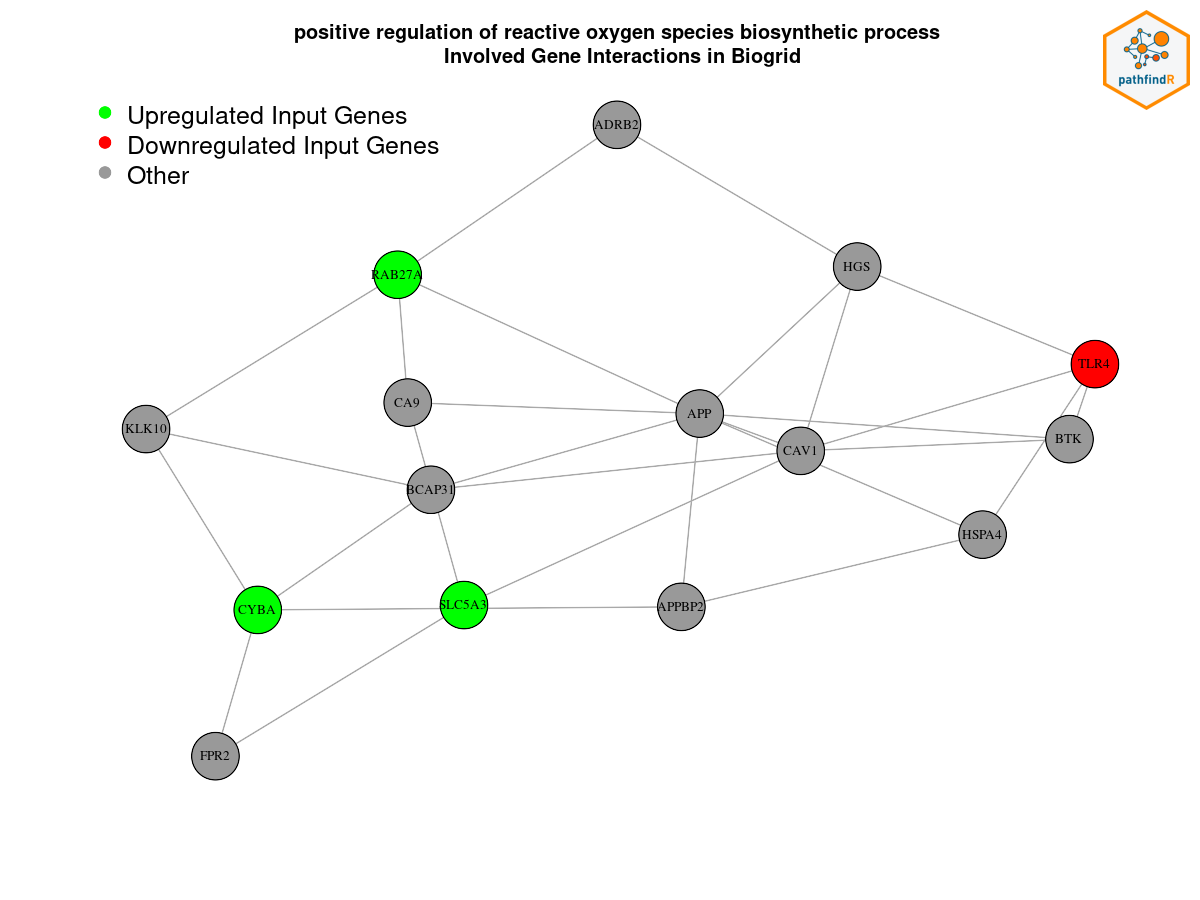 positive regulation of reactive oxygen species biosynthetic process
Involved Gene Interactions in Biogrid
pathfindR
Upregulated Input Genes
Downregulated Input Genes
Other
ADRB2
RAB27A
HGS
TLR4
CA9
APP
KLK10
BTK
CAV1
BCAP31
HSPA4
CYBA
SLC5A3
APPBP2
FPR2